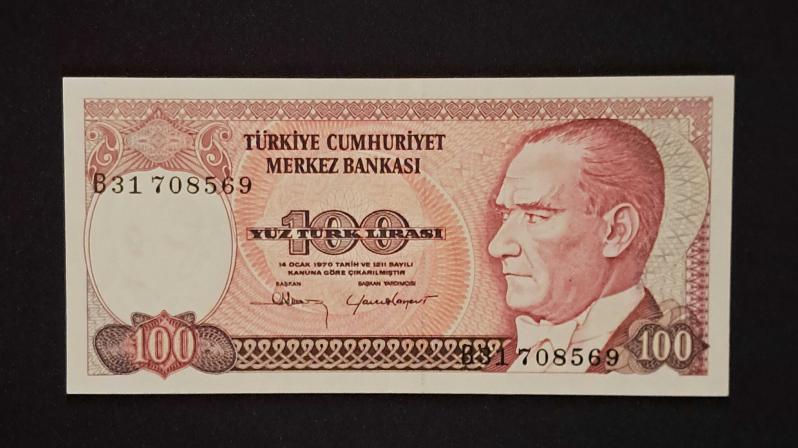 TÜRKİYE CUMHURİYET
MERKEZ BANKASI
B31 708569
100
YÜZ TÜRK LİRASI
14 OCAK 1970 TARİH VE 1211 SAYILI
KANUNA GÖRE ÇIKARILMIŞTIR
BAŞKAN BAŞKAN YARDIMCISI
B31 708569
100 100